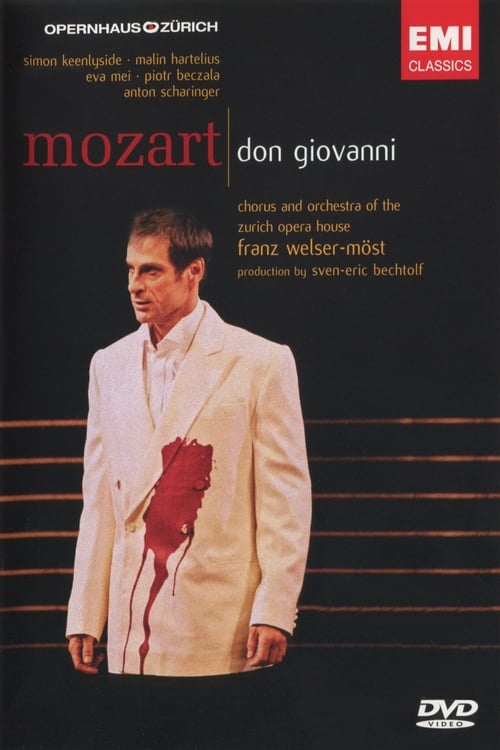 OPERNHAUS ZÜRICH
EMI
CLASSICS
simon keenlyside · malin hartelius
eva mei · piotr beczala
anton scharinger
mozart
don giovanni
chorus and orchestra of the
zurich opera house
franz welser-möst
production by sven-eric bechtolf
DVD
VIDEO